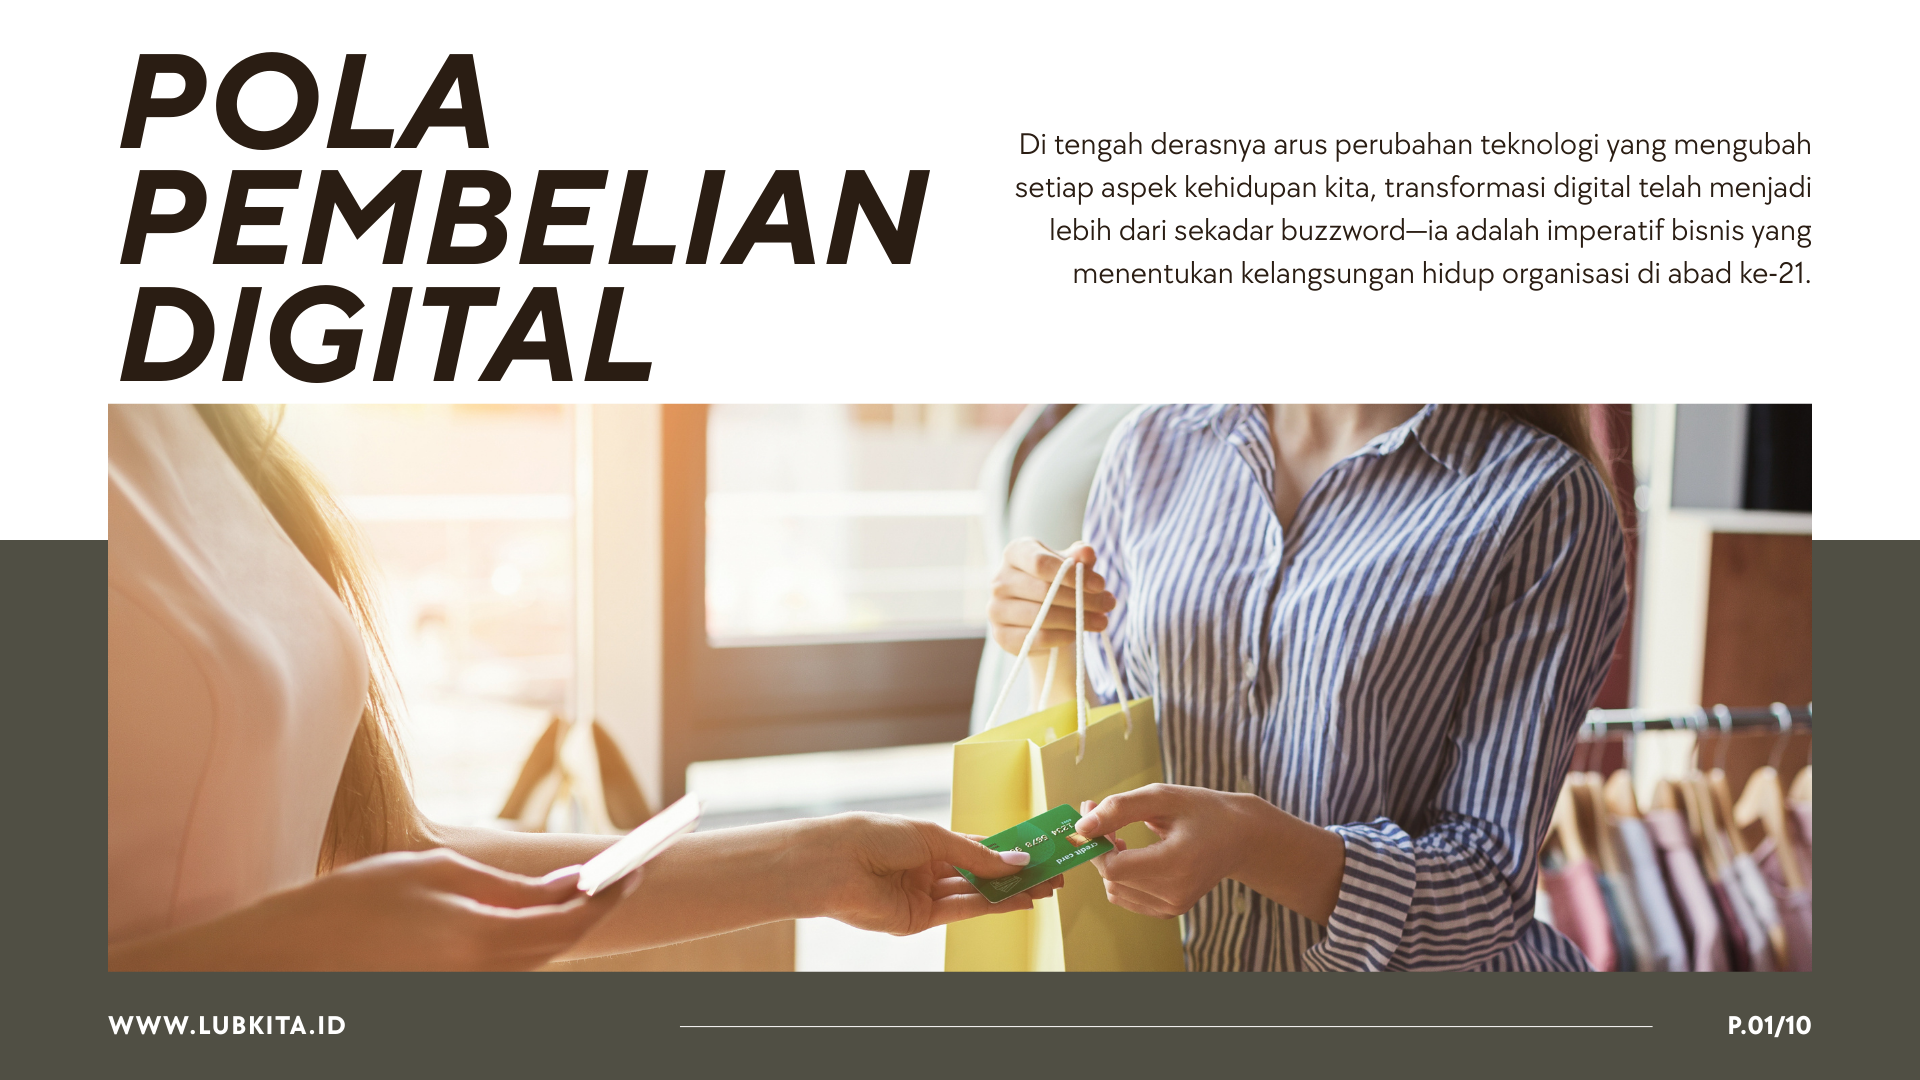 POLA
PEMBELIAN
DIGITAL
Di tengah derasnya arus perubahan teknologi yang mengubah
setiap aspek kehidupan kita, transformasi digital telah menjadi
lebih dari sekadar buzzword—ia adalah imperatif bisnis yang
menentukan kelangsungan hidup organisasi di abad ke-21.
credit card
1234 5678
WWW.LUBKITA.ID
P.01/10